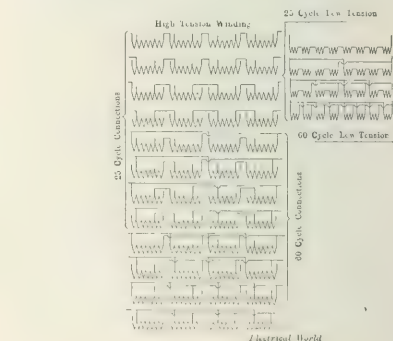 25 Cycle Low Tension
High Tension Winding
25 Cycle Connections
60 Cycle Low Tension
60 Cycle Connections
Electrical World